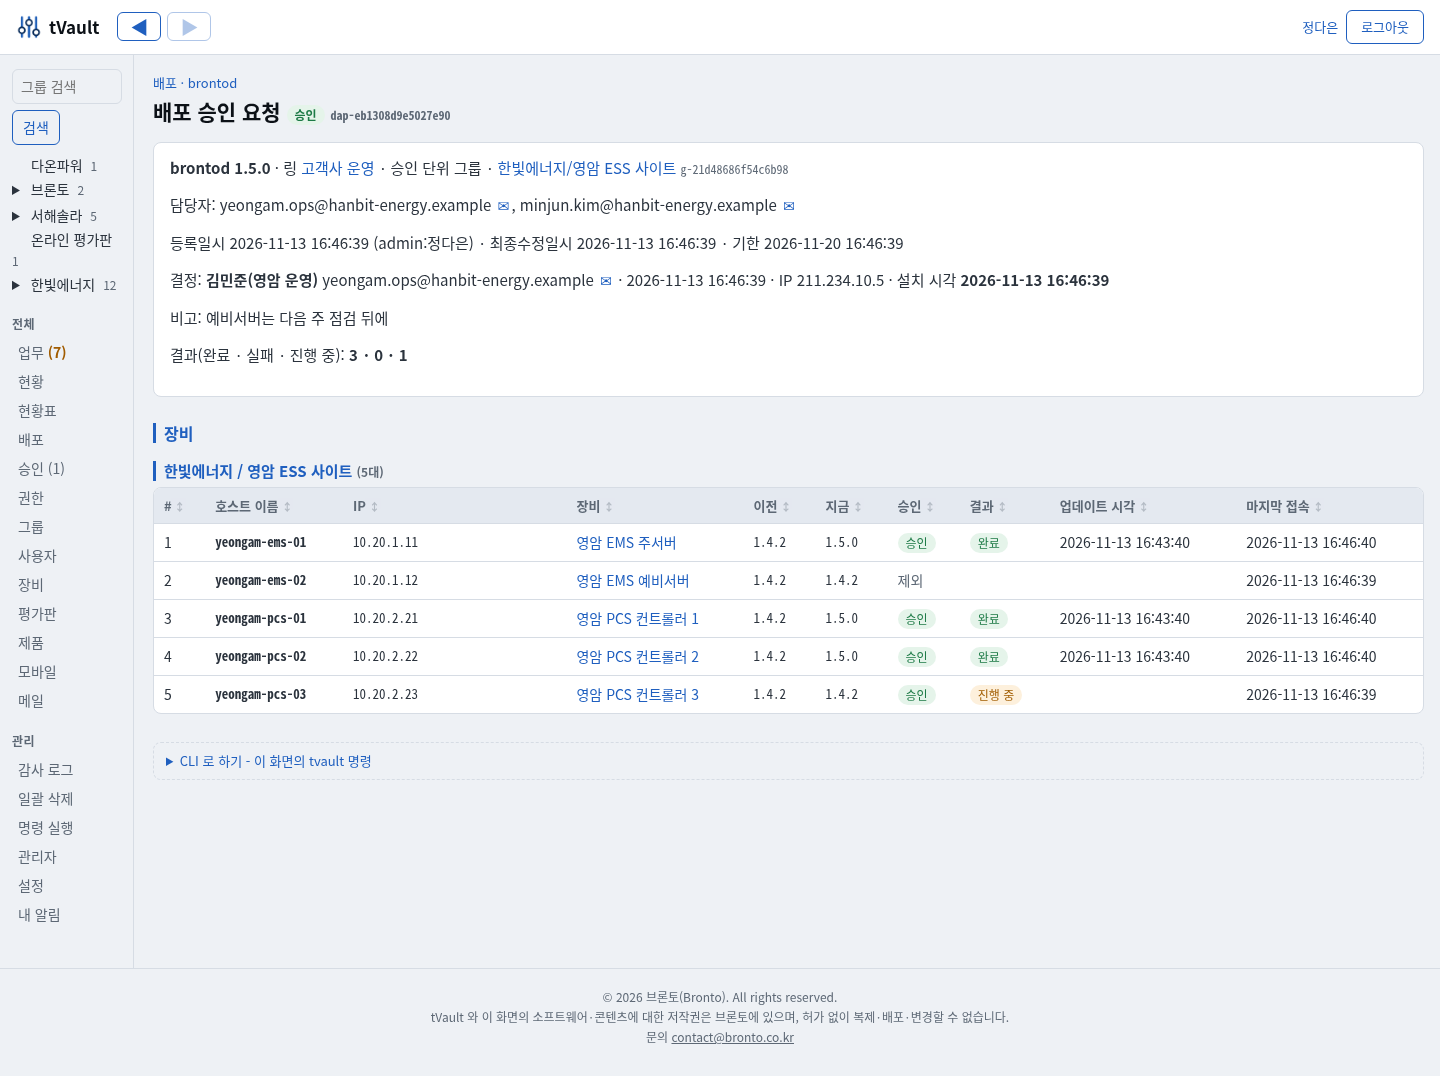 tVault ◀ ▶ 정다은 로그아웃
그룹 검색
검색
다온파워 1
▶ 브론토 2
▶ 서해솔라 5
온라인 평가판
1
▶ 한빛에너지 12
전체
업무 (7)
현황
현황표
배포
승인 (1)
권한
그룹
사용자
장비
평가판
제품
모바일
메일
관리
감사 로그
일괄 삭제
명령 실행
관리자
설정
내 알림
배포 · brontod
배포 승인 요청 승인 dap-eb1308d9e5027e90
brontod 1.5.0 · 링 고객사 운영 · 승인 단위 그룹 · 한빛에너지/영암 ESS 사이트 g-21d48686f54c6b98
담당자: yeongam.ops@hanbit-energy.example ✉, minjun.kim@hanbit-energy.example ✉
등록일시 2026-11-13 16:46:39 (admin:정다은) · 최종수정일시 2026-11-13 16:46:39 · 기한 2026-11-20 16:46:39
결정: 김민준(영암 운영) yeongam.ops@hanbit-energy.example ✉ · 2026-11-13 16:46:39 · IP 211.234.10.5 · 설치 시각 2026-11-13 16:46:39
비고: 예비서버는 다음 주 점검 뒤에
결과(완료 · 실패 · 진행 중): 3 · 0 · 1
장비
한빛에너지 / 영암 ESS 사이트 (5대)
# ↕ 호스트 이름 ↕ IP ↕ 장비 ↕ 이전 ↕ 지금 ↕ 승인 ↕ 결과 ↕ 업데이트 시각 ↕ 마지막 접속 ↕
1 yeongam-ems-01 10.20.1.11 영암 EMS 주서버 1.4.2 1.5.0 승인 완료 2026-11-13 16:43:40 2026-11-13 16:46:40
2 yeongam-ems-02 10.20.1.12 영암 EMS 예비서버 1.4.2 1.4.2 제외 2026-11-13 16:46:39
3 yeongam-pcs-01 10.20.2.21 영암 PCS 컨트롤러 1 1.4.2 1.5.0 승인 완료 2026-11-13 16:43:40 2026-11-13 16:46:40
4 yeongam-pcs-02 10.20.2.22 영암 PCS 컨트롤러 2 1.4.2 1.5.0 승인 완료 2026-11-13 16:43:40 2026-11-13 16:46:40
5 yeongam-pcs-03 10.20.2.23 영암 PCS 컨트롤러 3 1.4.2 1.4.2 승인 진행 중 2026-11-13 16:46:39
▶ CLI 로 하기 - 이 화면의 tvault 명령
© 2026 브론토(Bronto). All rights reserved.
tVault 와 이 화면의 소프트웨어·콘텐츠에 대한 저작권은 브론토에 있으며, 허가 없이 복제·배포·변경할 수 없습니다.
문의 contact@bronto.co.kr